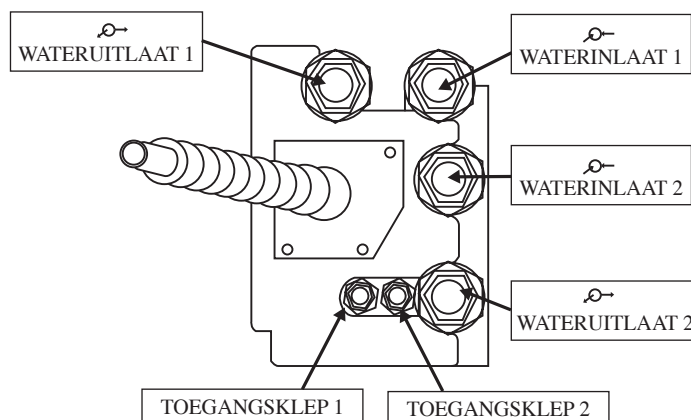 WATERUITLAAT 1
WATERINLAAT 1
WATERINLAAT 2
WATERUITLAAT 2
TOEGANGSKLEP 1
TOEGANGSKLEP 2